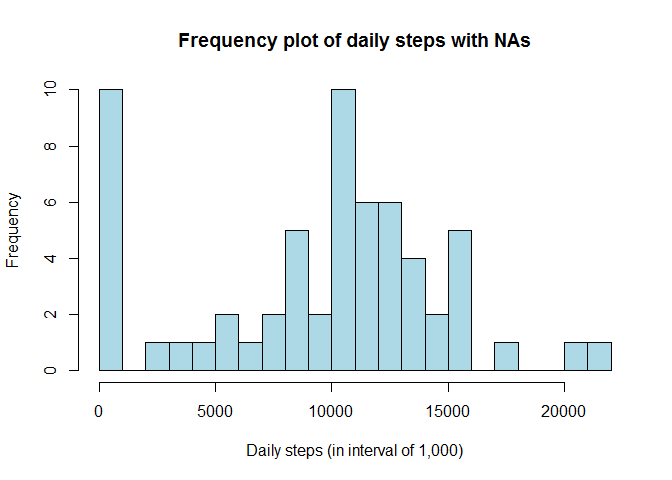 Frequency plot of daily steps with NAs
Frequency
10
8
6
4
2
0
0 5000 10000 15000 20000
Daily steps (in interval of 1,000)